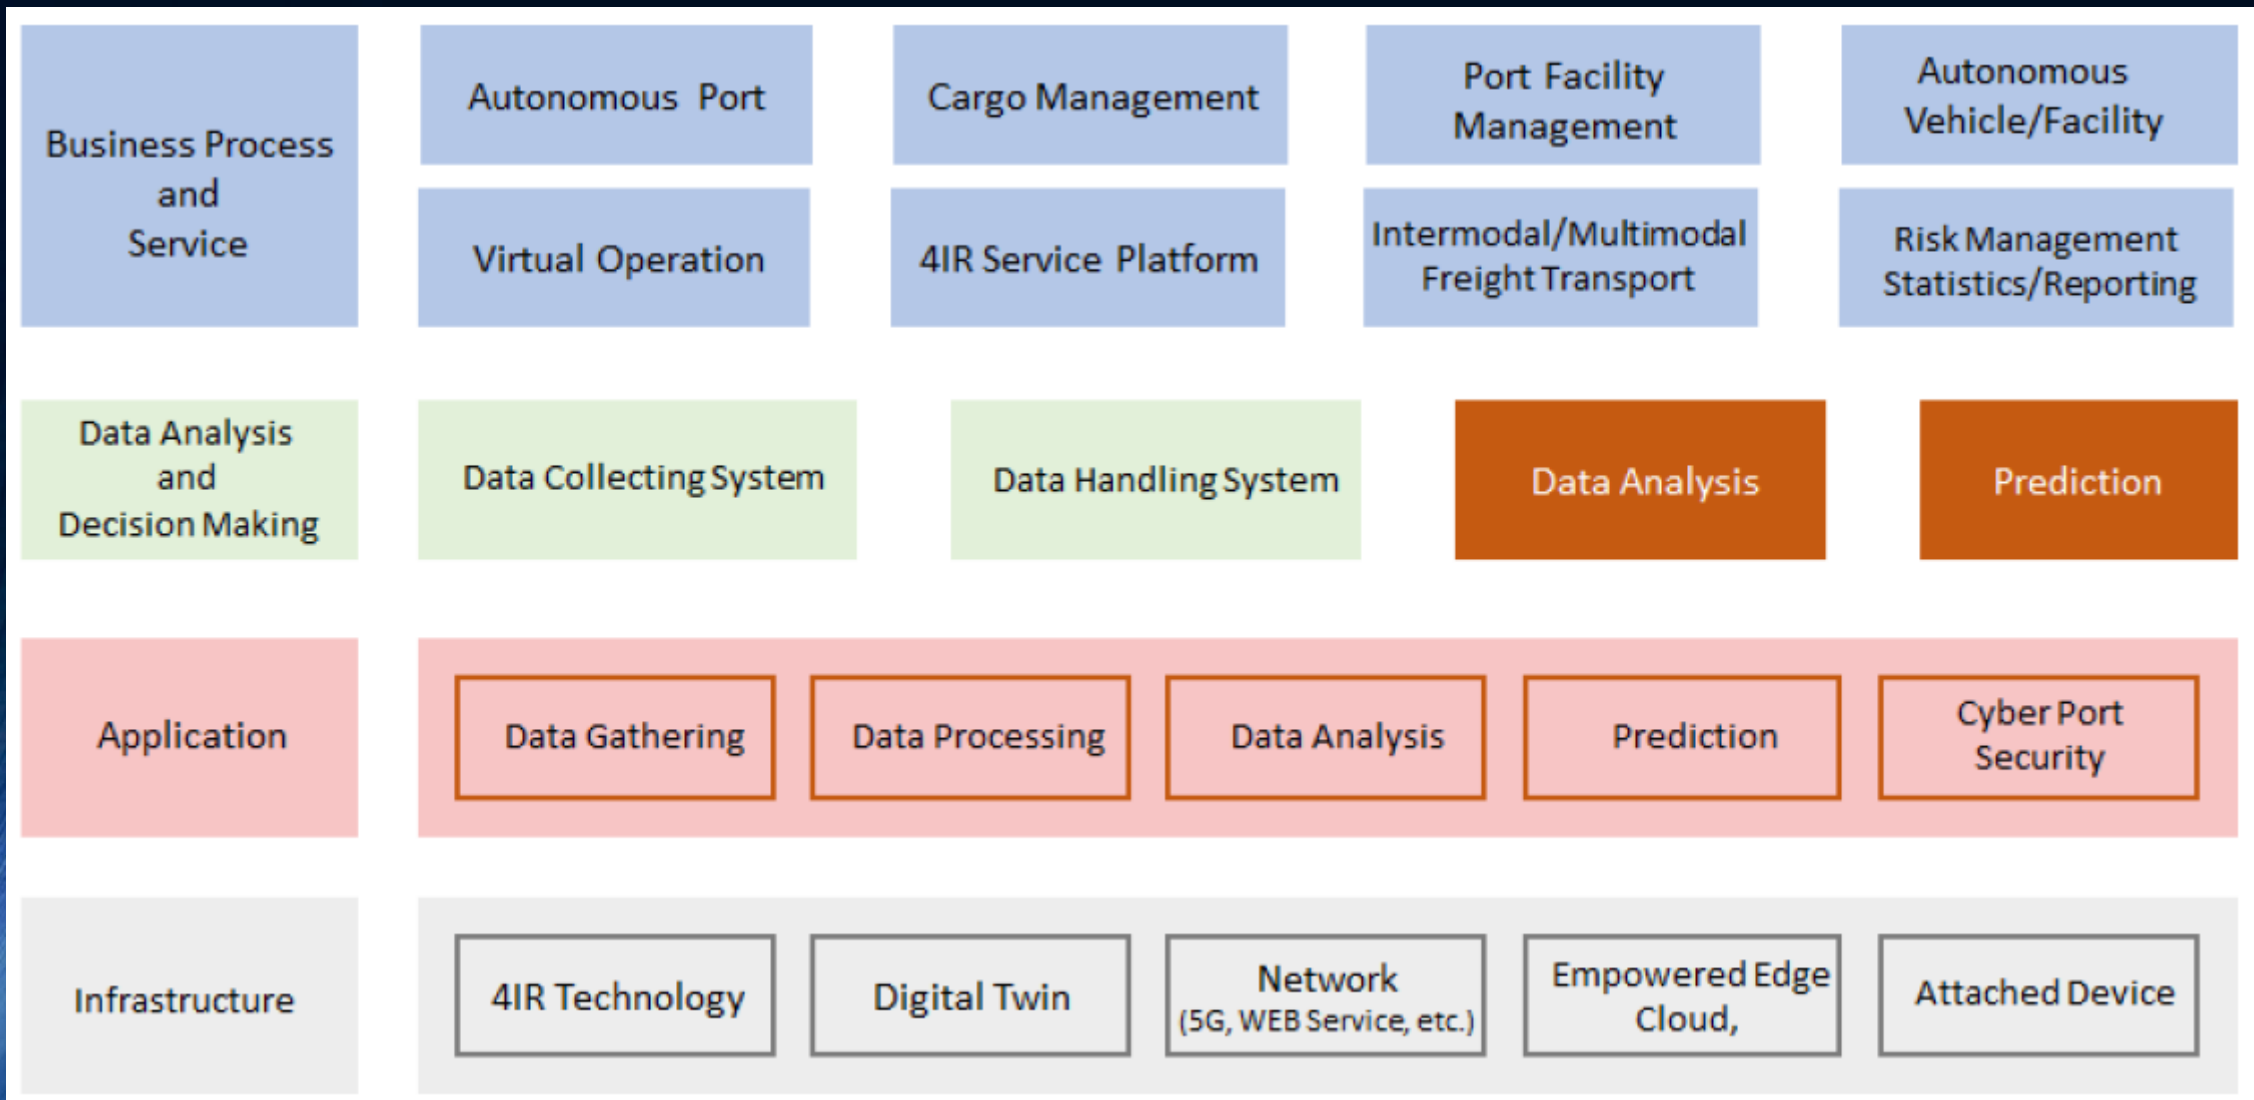 Business Process
and
Service
Autonomous Port
Cargo Management
Port Facility
Management
Autonomous
Vehicle/Facility
Virtual Operation
4IR Service Platform
Intermodal/Multimodal
Freight Transport
Risk Management
Statistics/Reporting
Data Analysis
and
Decision Making
Data Collecting System
Data Handling System
Data Analysis
Prediction
Application
Data Gathering
Data Processing
Data Analysis
Prediction
Cyber Port
Security
Infrastructure
4IR Technology
Digital Twin
Network
(5G, WEB Service, etc.)
Empowered Edge
Cloud,
Attached Device